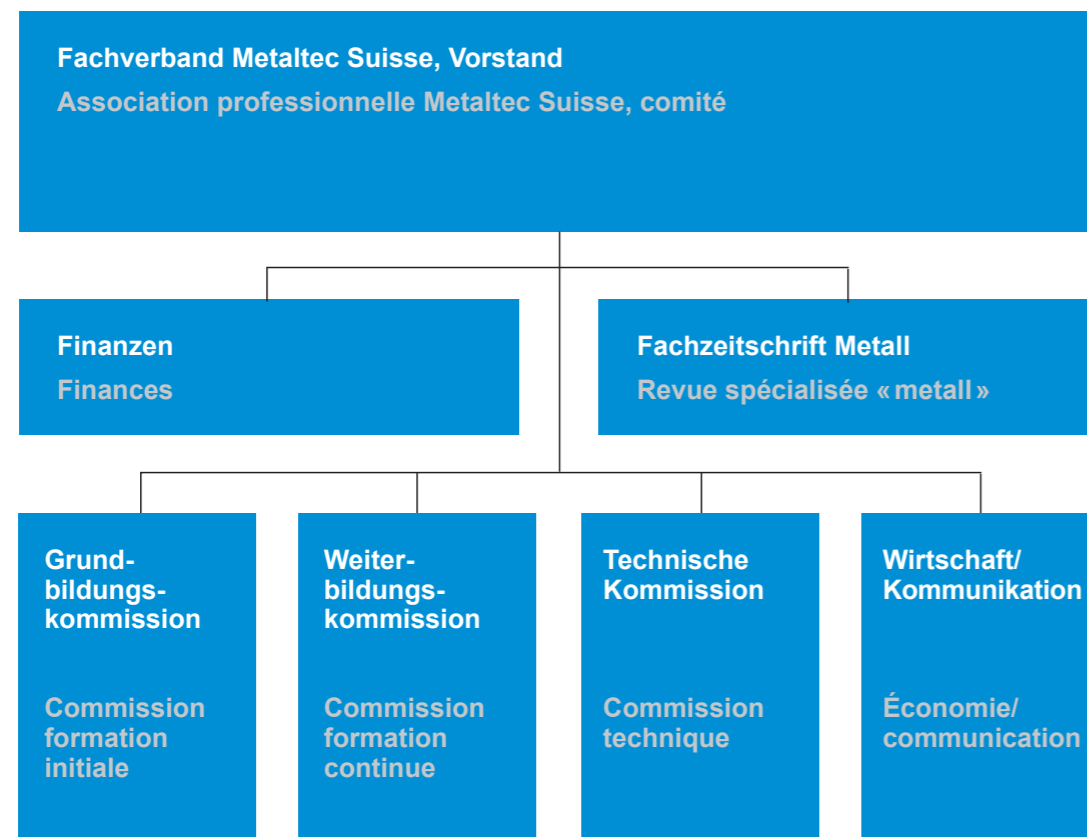 Fachverband Metaltec Suisse, Vorstand
Association professionnelle Metaltec Suisse, comité
Finanzen
Finances
Fachzeitschrift Metall
Revue spécialisée « metall »
Grund-
bildungs-
kommission
Commission
formation
initiale
Weiter-
bildungs-
kommission
Commission
formation
continue
Technische
Kommission
Commission
technique
Wirtschaft/
Kommunikation
Économie/
communication